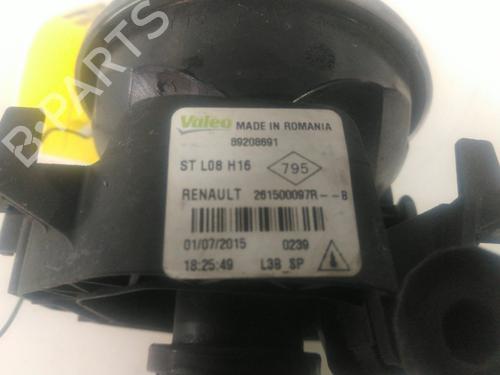 B-PARTS
Valeo MADE IN ROMANIA
89208691
ST L08 H16 795
RENAULT 261500097R--B
01/07/2015 0239
18:25:49 L3B_SP